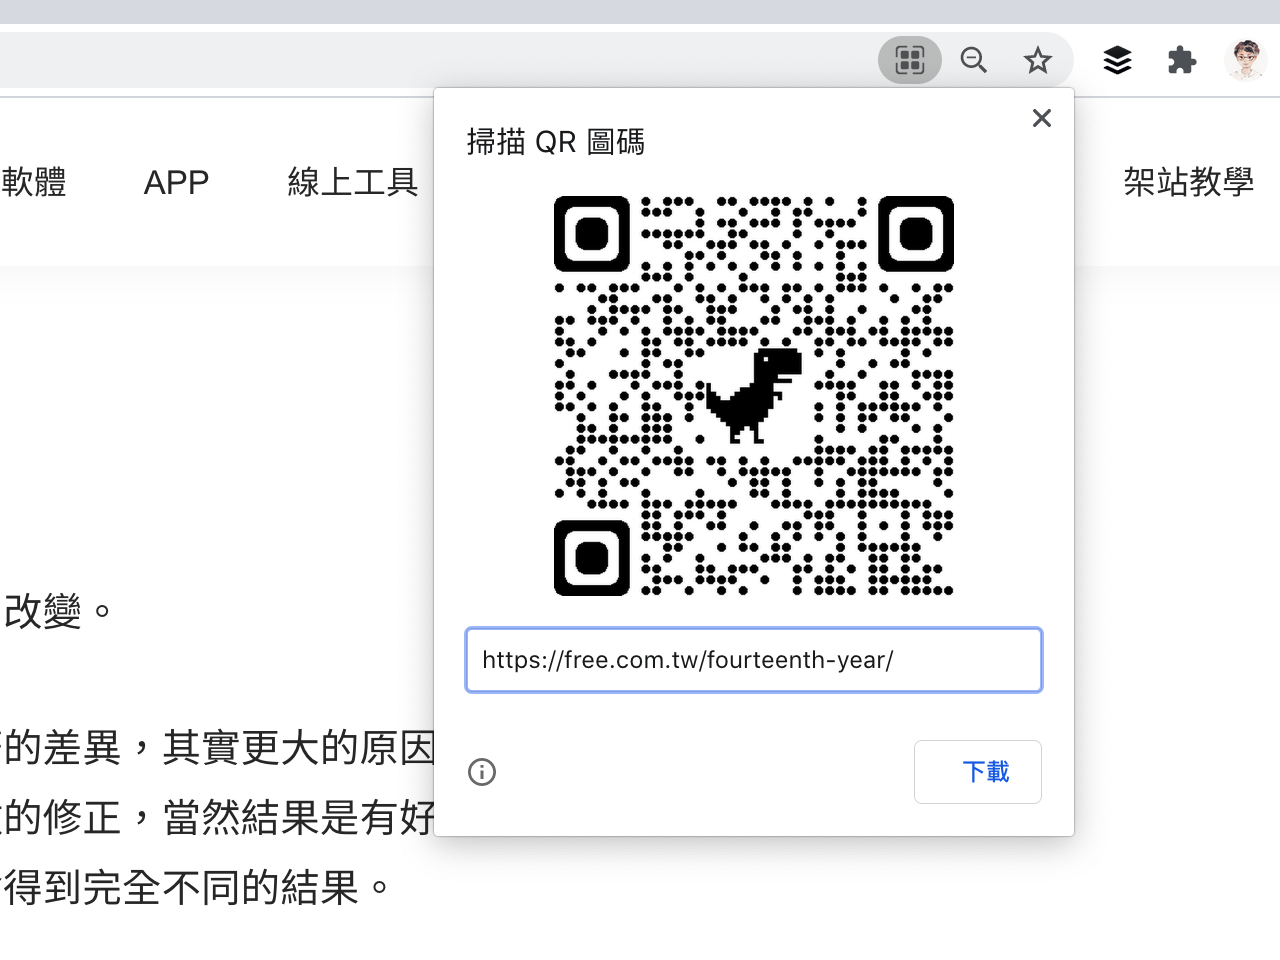 軟體 APP 線上工具 架站教學
掃描 QR 圖碼
https://free.com.tw/fourteenth-year/
下載
改變。
的差異，其實更大的原因
的修正，當然結果是有好
得到完全不同的結果。